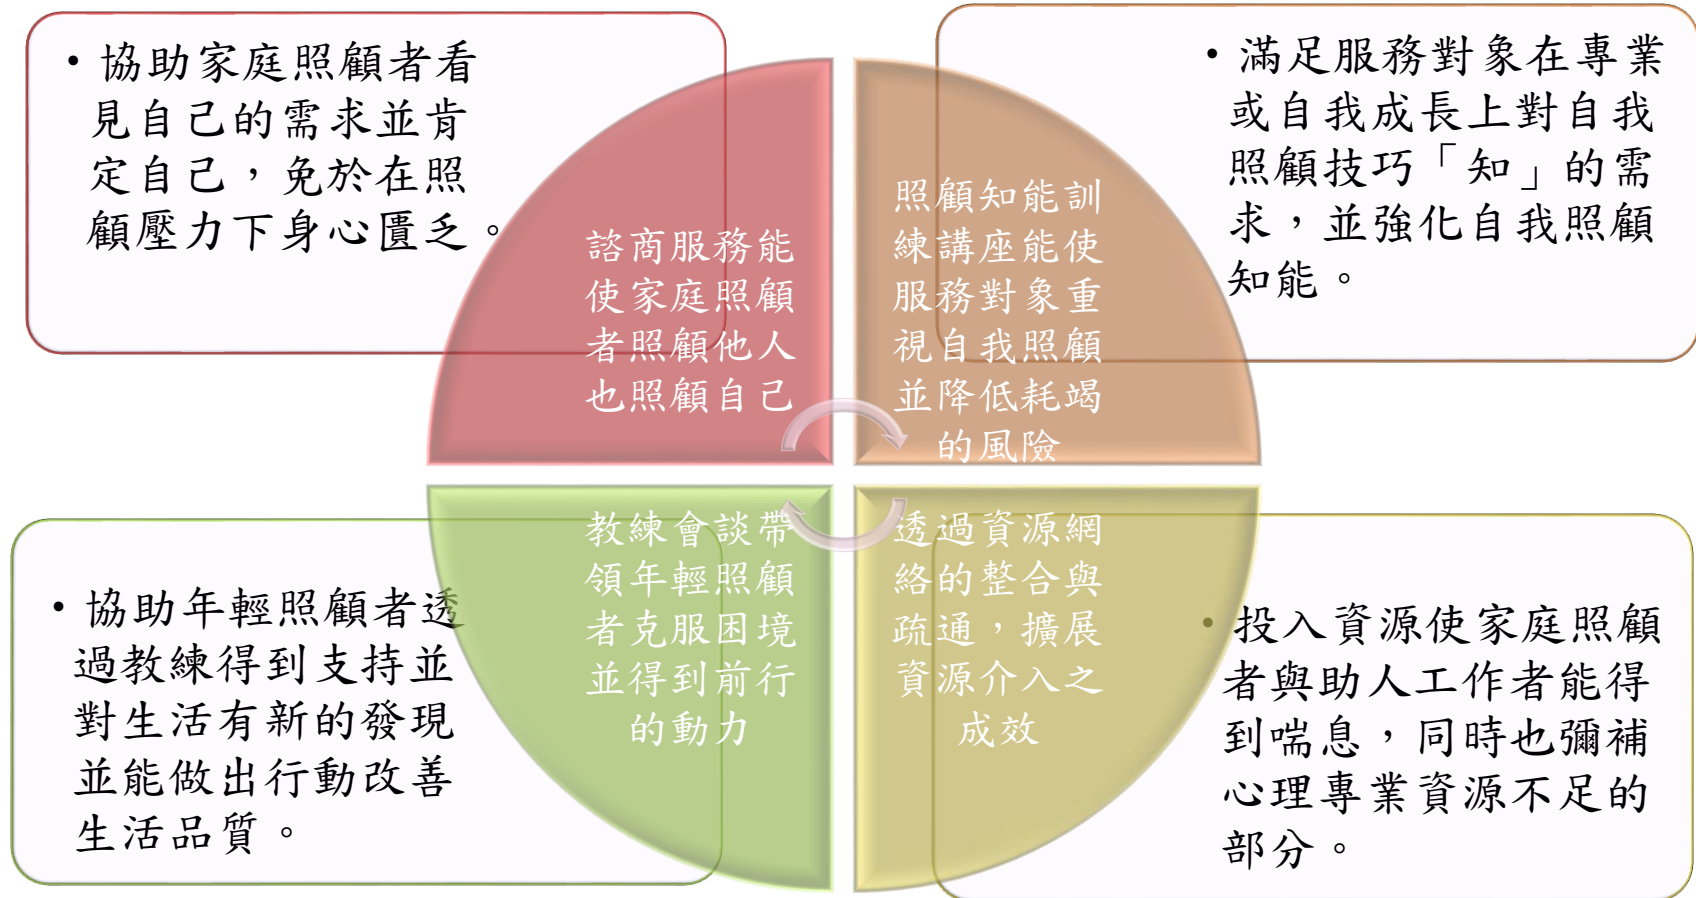 • 協助家庭照顧者看
見自己的需求並肯
定自己，免於在照
顧壓力下身心匱乏。
諮商服務能
使家庭照顧
者照顧他人
也照顧自己
照顧知能訓
練講座能使
服務對象重
視自我照顧
並降低耗竭
的風險
• 滿足服務對象在專業
或自我成長上對自我
照顧技巧「知」的需
求，並強化自我照顧
知能。
• 協助年輕照顧者透
過教練得到支持並
對生活有新的發現
並能做出行動改善
生活品質。
教練會談帶
領年輕照顧
者克服困境
並得到前行
的動力
透過資源網
絡的整合與
疏通，擴展
資源介入之
成效
• 投入資源使家庭照顧
者與助人工作者能得
到喘息，同時也彌補
心理專業資源不足的
部分。